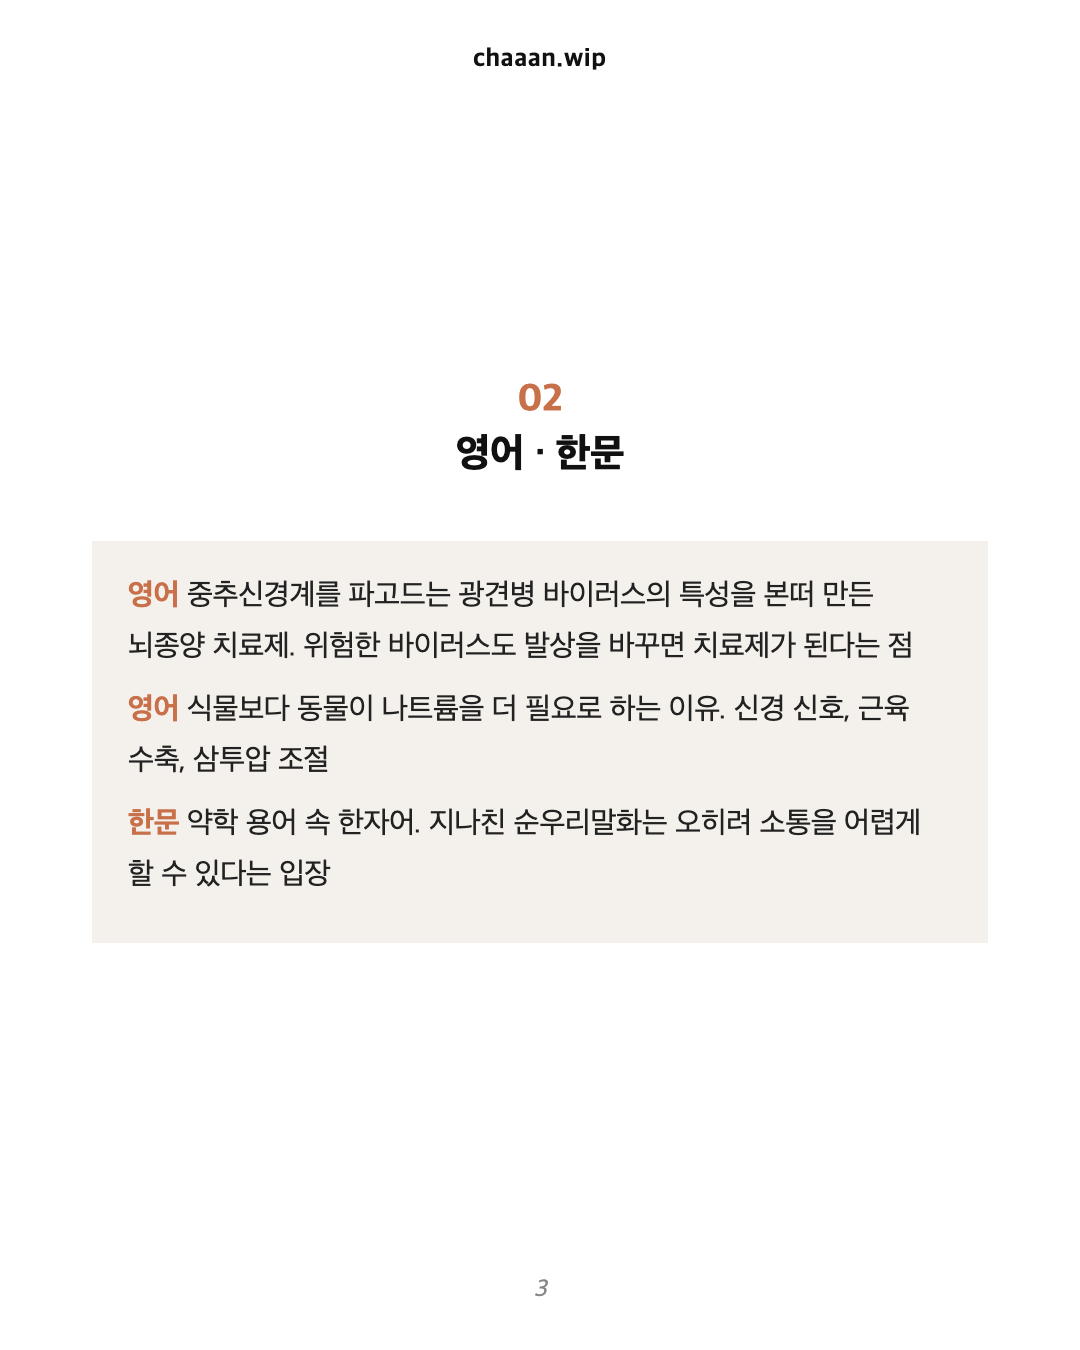 chaaan.wip
02
영어 · 한문
영어 중추신경계를 파고드는 광견병 바이러스의 특성을 본떠 만든
뇌종양 치료제. 위험한 바이러스도 발상을 바꾸면 치료제가 된다는 점
영어 식물보다 동물이 나트륨을 더 필요로 하는 이유. 신경 신호, 근육
수축, 삼투압 조절
한문 약학 용어 속 한자어. 지나친 순우리말화는 오히려 소통을 어렵게
할 수 있다는 입장
3